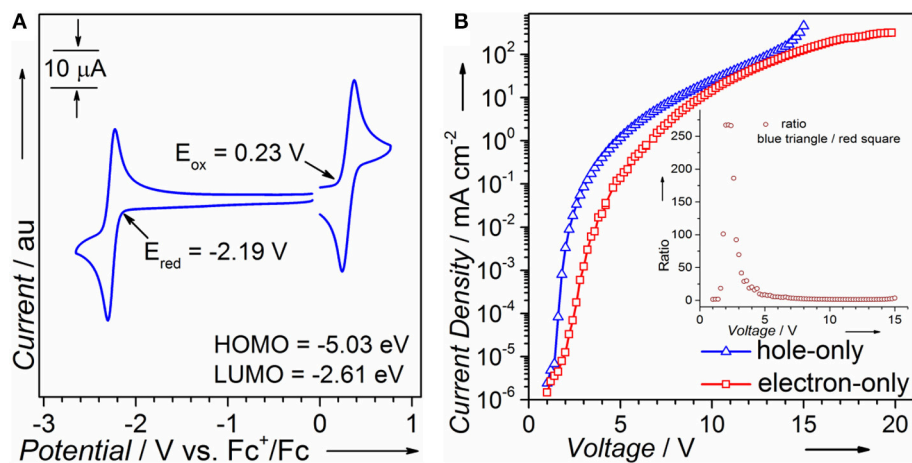 A
10 μA
E_ox = 0.23 V
E_red = -2.19 V
HOMO = -5.03 eV
LUMO = -2.61 eV
Current / au
-3 -2 -1 0 1
Potential / V vs. Fc⁺/Fc
B
Current Density / mA cm⁻²
10²
10¹
10⁰
10⁻¹
10⁻²
10⁻³
10⁻⁴
10⁻⁵
10⁻⁶
ratio
blue triangle / red square
Ratio
250
200
150
100
50
0
0 5 10 15
Voltage / V
hole-only
electron-only
0 5 10 15 20
Voltage / V